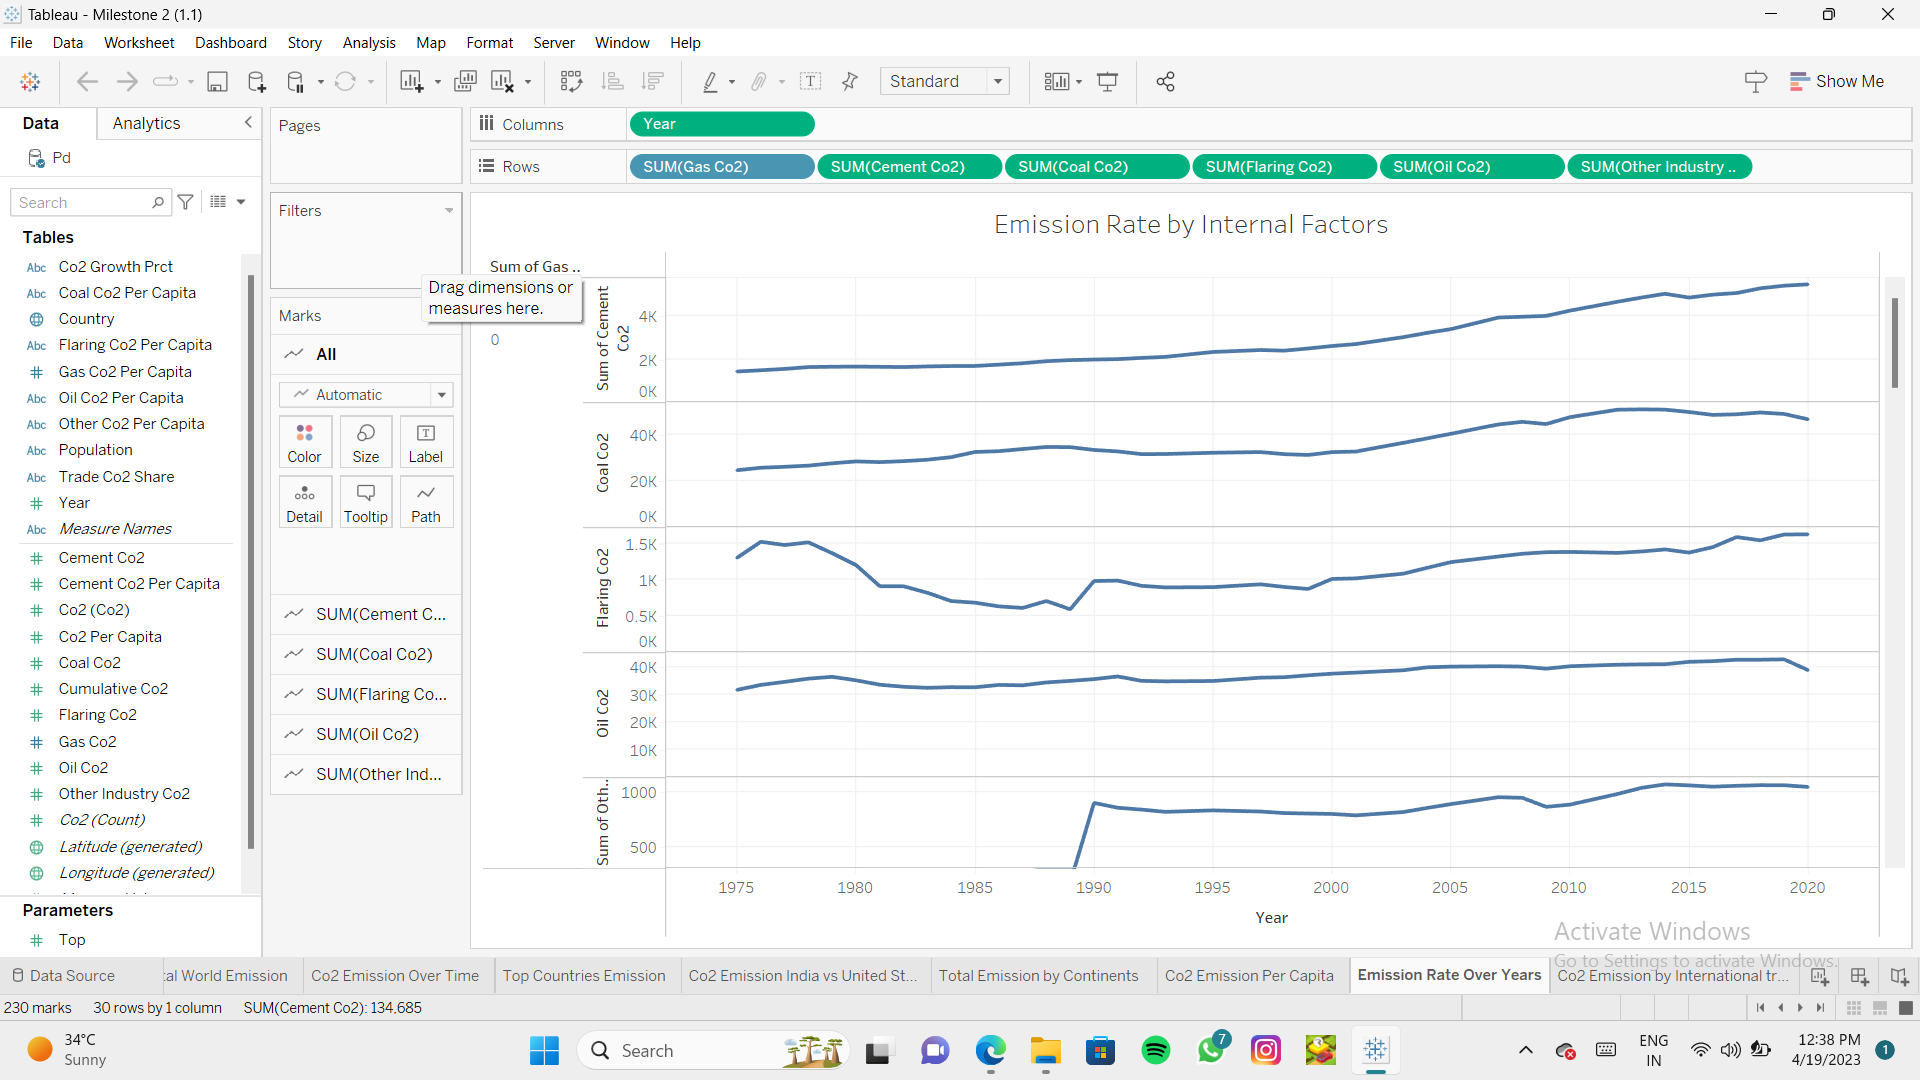 Tableau - Milestone 2 (1.1)
File Data Worksheet Dashboard Story Analysis Map Format Server Window Help
Standard
Show Me
Data Analytics
Pd
Search
Tables
Abc Co2 Growth Prct
Abc Coal Co2 Per Capita
Country
Abc Flaring Co2 Per Capita
# Gas Co2 Per Capita
Abc Oil Co2 Per Capita
Abc Other Co2 Per Capita
Abc Population
Abc Trade Co2 Share
# Year
Abc Measure Names
# Cement Co2
# Cement Co2 Per Capita
# Co2 (Co2)
# Co2 Per Capita
# Coal Co2
# Cumulative Co2
# Flaring Co2
# Gas Co2
# Oil Co2
# Other Industry Co2
# Co2 (Count)
Latitude (generated)
Longitude (generated)
Parameters
# Top
Pages
Filters
Drag dimensions or
measures here.
Marks
All
Automatic
Color Size Label
Detail Tooltip Path
SUM(Cement C...
SUM(Coal Co2)
SUM(Flaring Co...
SUM(Oil Co2)
SUM(Other Ind...
Columns Year
Rows SUM(Gas Co2) SUM(Cement Co2) SUM(Coal Co2) SUM(Flaring Co2) SUM(Oil Co2) SUM(Other Industry ..
Emission Rate by Internal Factors
Sum of Gas ..
0
Sum of Cement
Co2
4K
2K
0K
Coal Co2
40K
20K
0K
Flaring Co2
1.5K
1K
0.5K
0K
Oil Co2
40K
30K
20K
10K
Sum of Oth..
1000
500
1975 1980 1985 1990 1995 2000 2005 2010 2015 2020
Year
Activate Windows
Go to Settings to activate Windows.
Data Source al World Emission Co2 Emission Over Time Top Countries Emission Co2 Emission India vs United St... Total Emission by Continents Co2 Emission Per Capita Emission Rate Over Years Co2 Emission by International tr...
230 marks 30 rows by 1 column SUM(Cement Co2): 134.685
34°C
Sunny
Search
7
ENG
IN
12:38 PM
4/19/2023
1